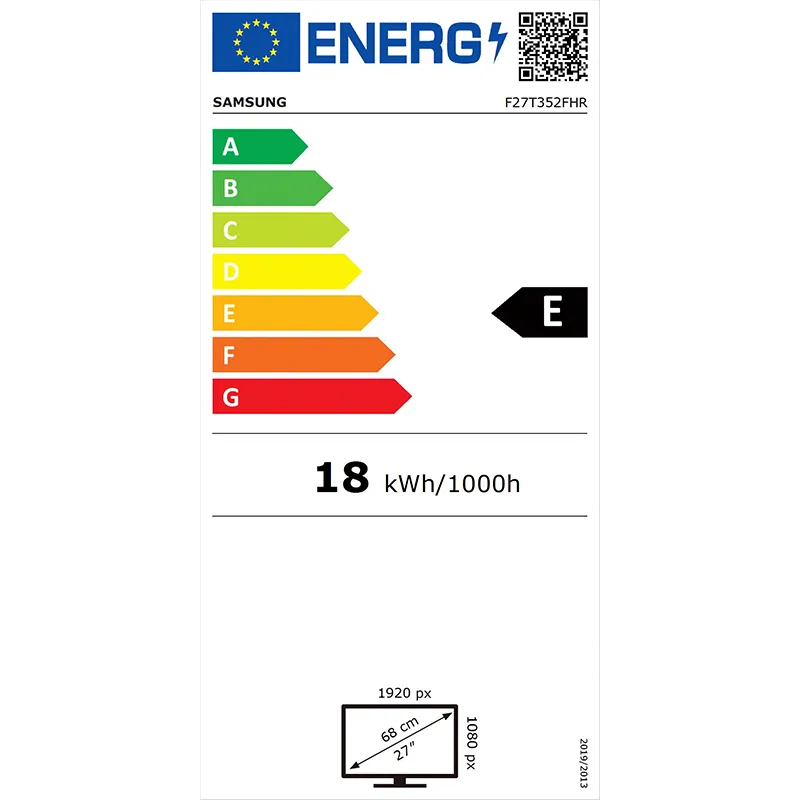 ENERG
SAMSUNG F27T352FHR
A
B
C
D
E
E
F
G
18 kWh/1000h
1920 px
68 cm
27"
1080 px
2019/2013